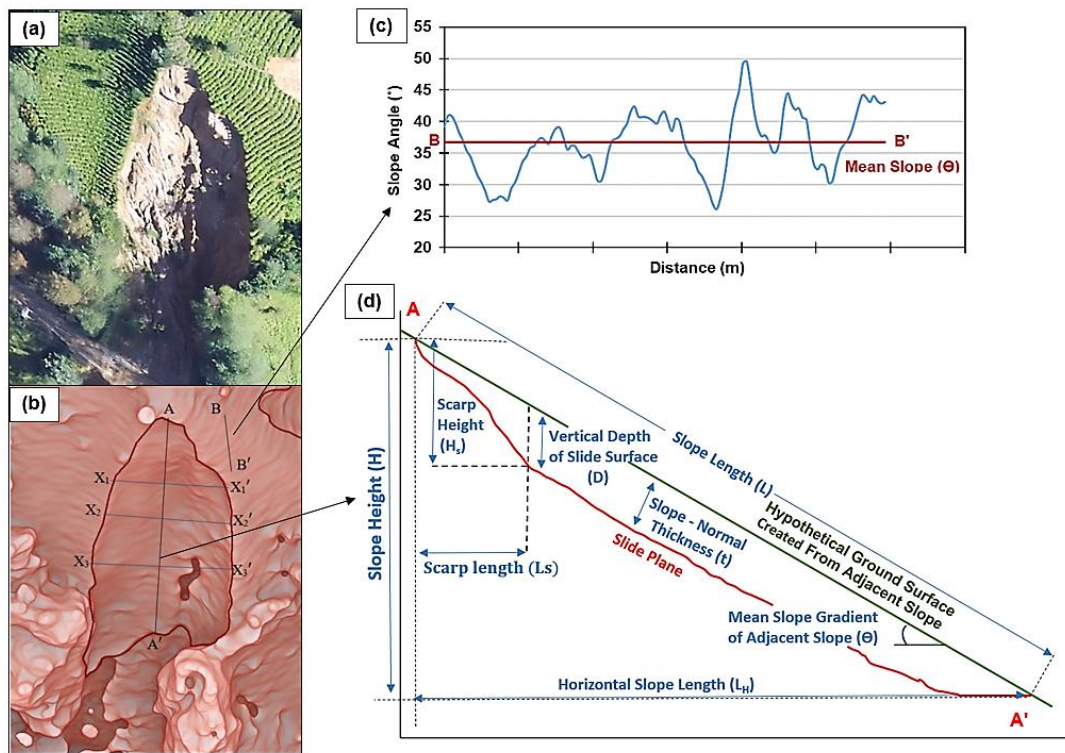 (a)
(b)
A
B
B'
X1
X1'
X2
X2'
X3
X3'
A'
(c)
55
50
45
40
35
30
25
20
Slope Angle (°)
B
B'
Mean Slope (Θ)
Distance (m)
(d)
A
Slope Height (H)
Scarp
Height
(Hs)
Vertical Depth
of Slide Surface
(D)
Slope Length (L)
Slope - Normal
Thickness (t)
Hypothetical Ground Surface
Created From Adjacent
Slope
Scarp length (Ls)
Slide Plane
Mean Slope Gradient
of Adjacent Slope (Θ)
Horizontal Slope Length (LH)
A'